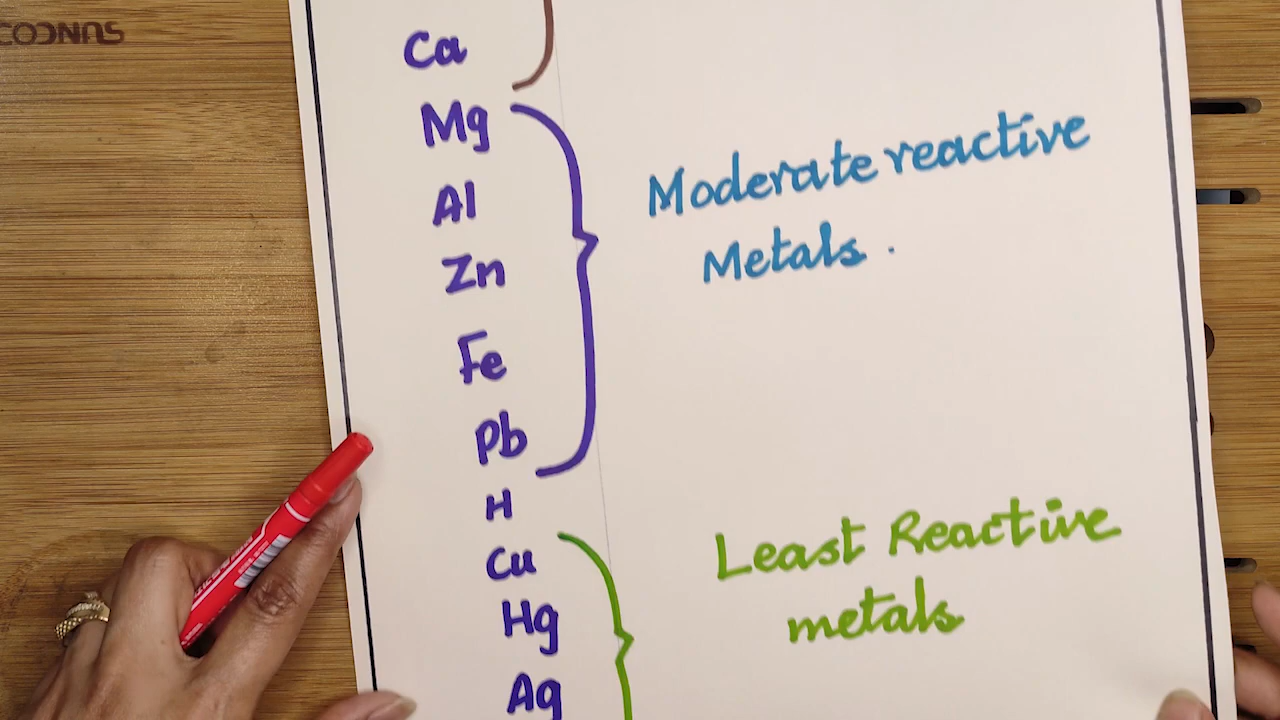 Ca
Mg
Al
Zn
Fe
Pb
H
Cu
Hg
Ag
Moderate reactive
Metals .
Least Reactive
metals